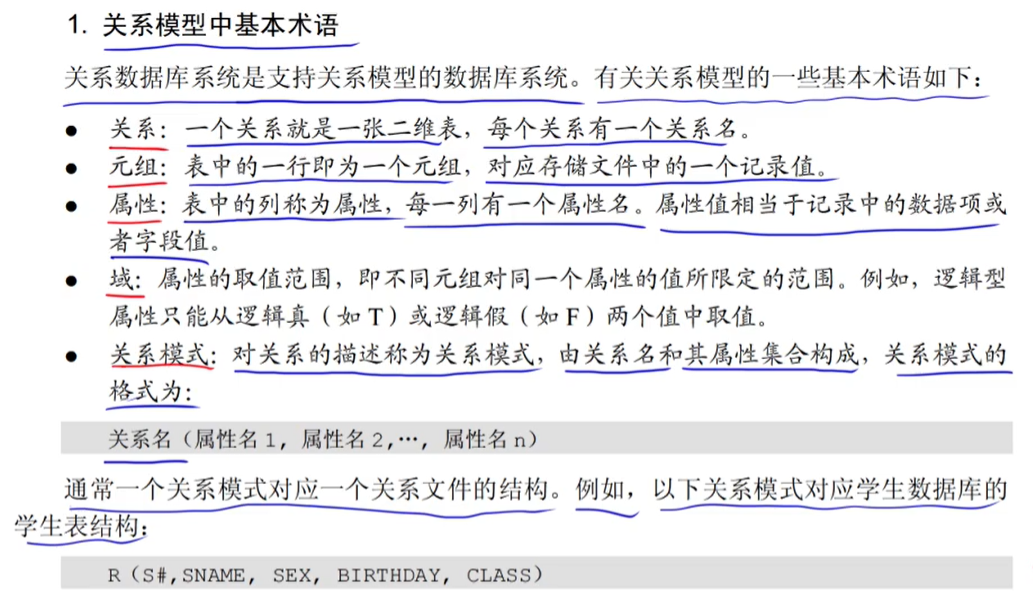 1. 关系模型中基本术语
关系数据库系统是支持关系模型的数据库系统。有关关系模型的一些基本术语如下：
● 关系：一个关系就是一张二维表，每个关系有一个关系名。
● 元组：表中的一行即为一个元组，对应存储文件中的一个记录值。
● 属性：表中的列称为属性，每一列有一个属性名。属性值相当于记录中的数据项或
者字段值。
● 域：属性的取值范围，即不同元组对同一个属性的值所限定的范围。例如，逻辑型
属性只能从逻辑真（如 T）或逻辑假（如 F）两个值中取值。
● 关系模式：对关系的描述称为关系模式，由关系名和其属性集合构成，关系模式的
格式为：
关系名（属性名 1, 属性名 2,…, 属性名 n）
通常一个关系模式对应一个关系文件的结构。例如，以下关系模式对应学生数据库的
学生表结构：
R（S#,SNAME, SEX, BIRTHDAY, CLASS）